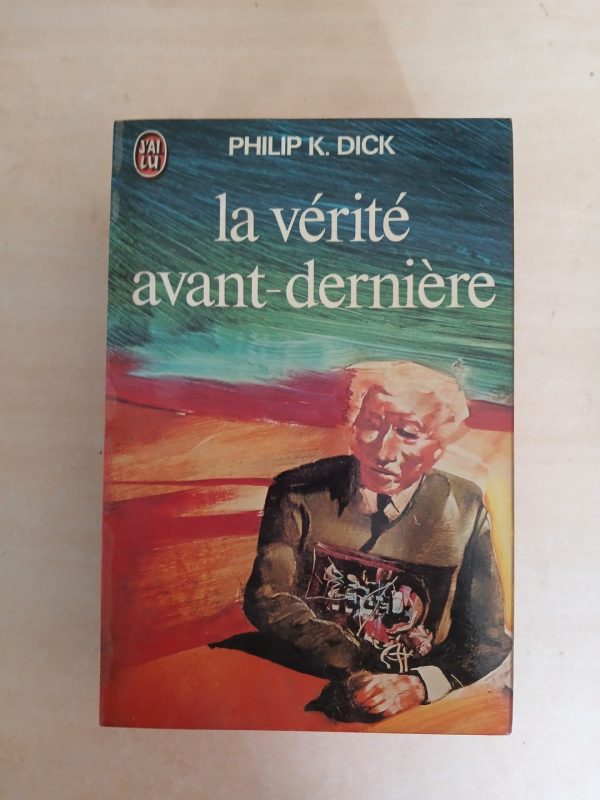 J'AI
LU
PHILIP K. DICK
la vérité
avant-dernière